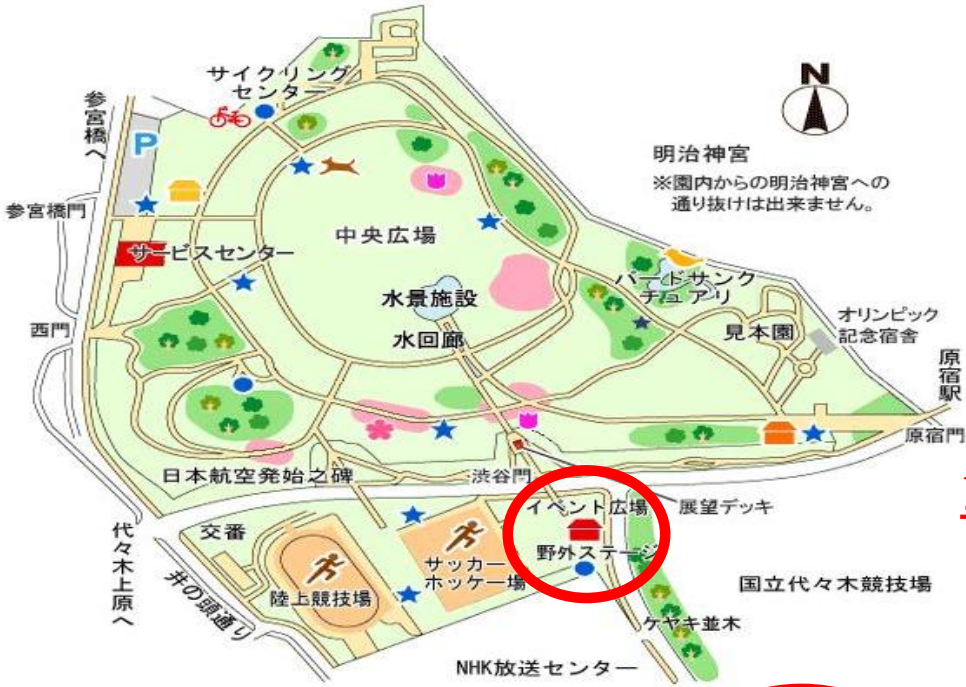 サイクリング
センター
N
参宮橋へ
P
明治神宮
※園内からの明治神宮への
通り抜けは出来ません。
参宮橋門
サービスセンター
中央広場
バードサンク
チュアリ
水景施設
水回廊
西門
見本園
オリンピック
記念宿舎
原宿駅
原宿門
日本航空発始之碑
渋谷門
展望デッキ
イベント広場
代々木上原へ
交番
井の頭通り
陸上競技場
サッカー
ホッケー場
野外ステージ
国立代々木競技場
ケヤキ並木
NHK放送センター